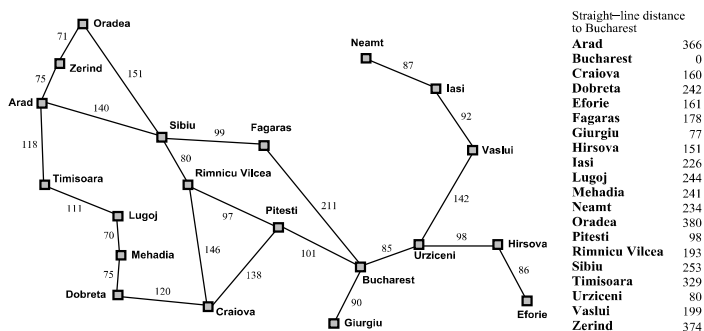 Oradea
71
Zerind
75
151
Arad
140
118
Sibiu
99
Fagaras
80
Rimnicu Vilcea
Timisoara
111
Lugoj
70
Mehadia
75
Dobreta
120
Craiova
146
97
Pitesti
138
101
211
Bucharest
90
Giurgiu
85
Urziceni
98
Hirsova
86
Eforie
142
Vaslui
92
Iasi
87
Neamt
Straight-line distance
to Bucharest
Arad 366
Bucharest 0
Craiova 160
Dobreta 242
Eforie 161
Fagaras 178
Giurgiu 77
Hirsova 151
Iasi 226
Lugoj 244
Mehadia 241
Neamt 234
Oradea 380
Pitesti 98
Rimnicu Vilcea 193
Sibiu 253
Timisoara 329
Urziceni 80
Vaslui 199
Zerind 374